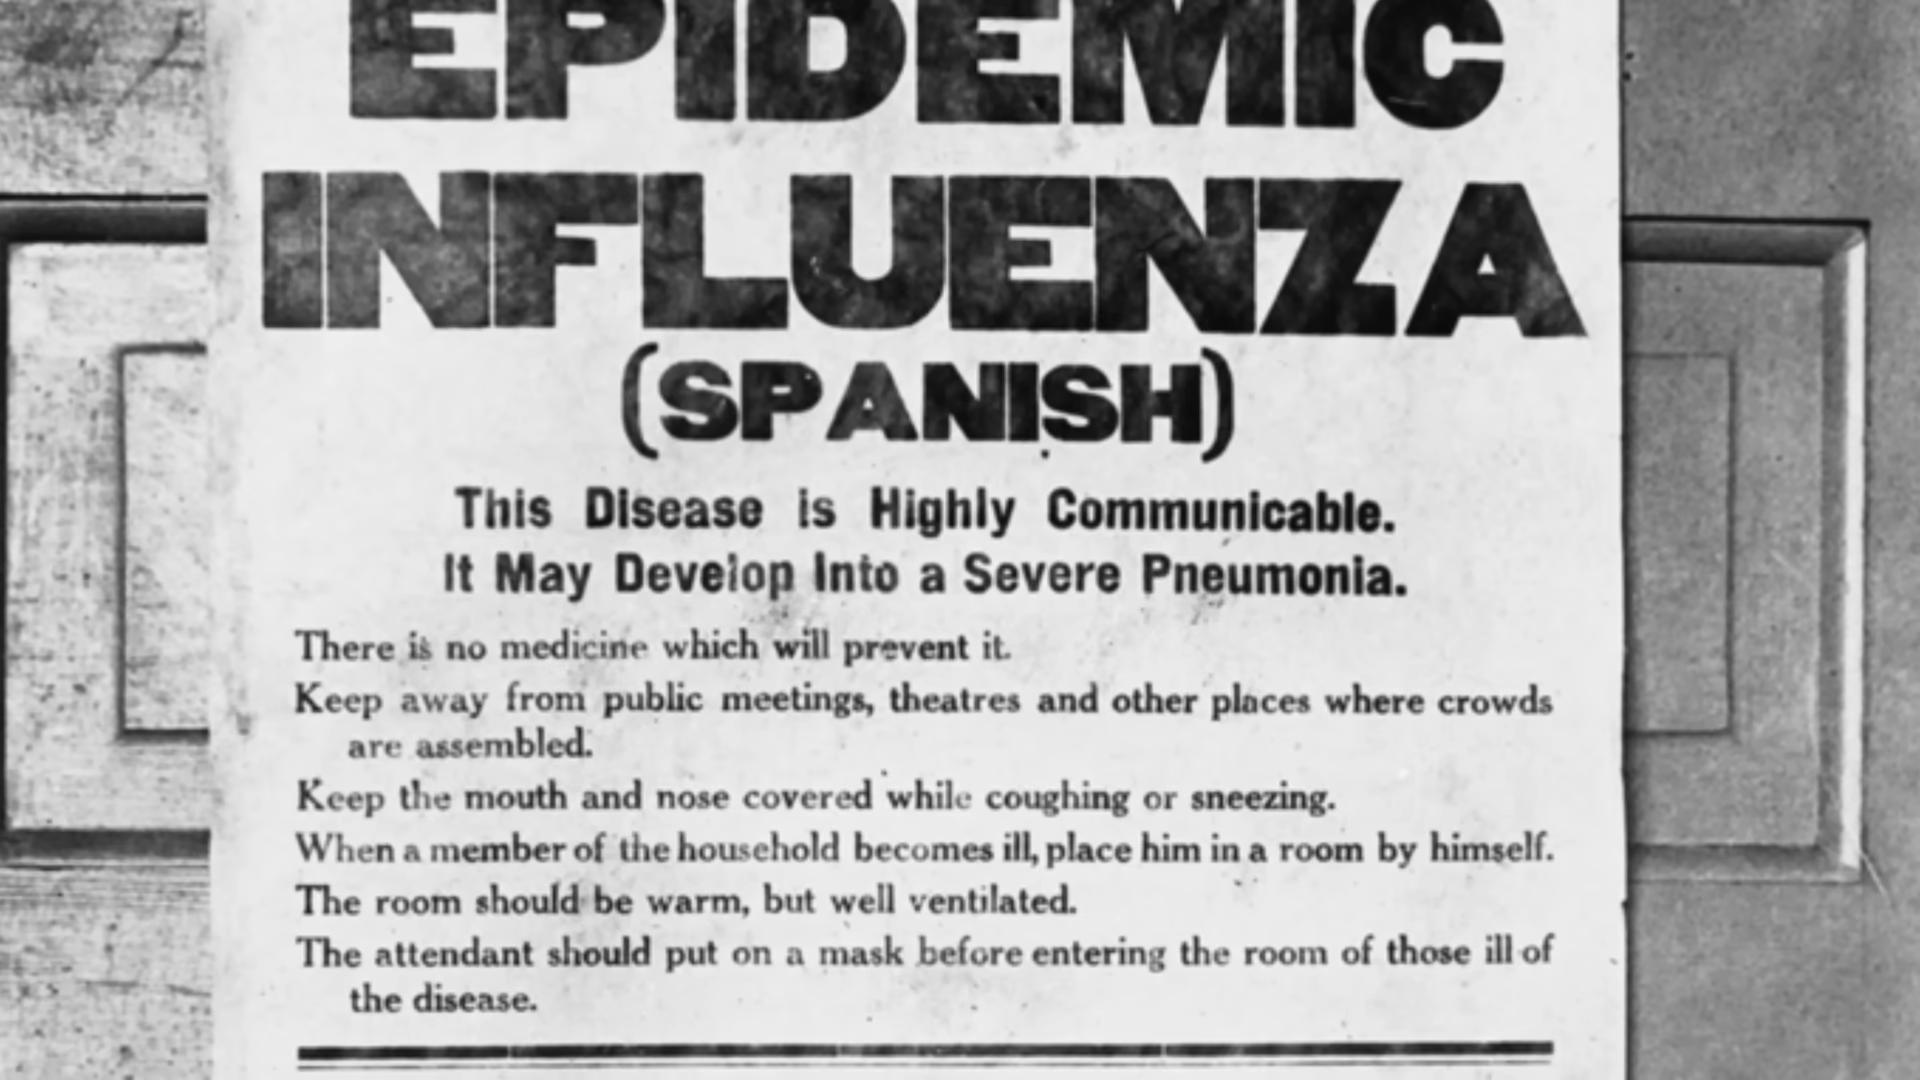 EPIDEMIC
INFLUENZA
(SPANISH)
This Disease is Highly Communicable.
It May Develop Into a Severe Pneumonia.
There is no medicine which will prevent it.
Keep away from public meetings, theatres and other places where crowds
are assembled.
Keep the mouth and nose covered while coughing or sneezing.
When a member of the household becomes ill, place him in a room by himself.
The room should be warm, but well ventilated.
The attendant should put on a mask before entering the room of those ill of
the disease.